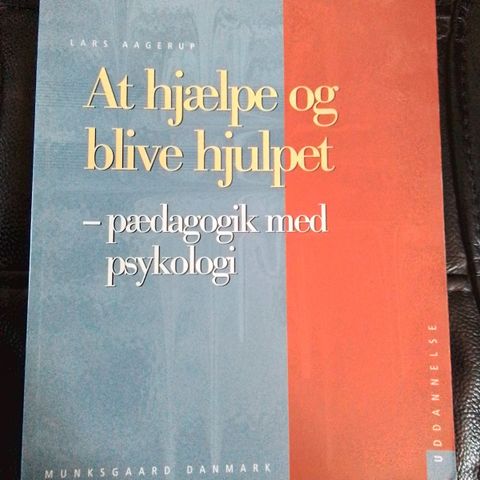 LARS AAGERUP
At hjælpe og
blive hjulpet
– pædagogik med
psykologi
UDDANNELSE
MUNKSGAARD DANMARK